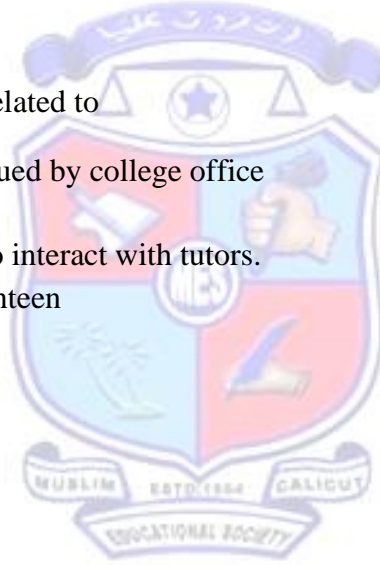 elated to
ued by college office
o interact with tutors.
nteen
MES
MUSLIM ESTD.1964 CALICUT
EDUCATIONAL SOCIETY